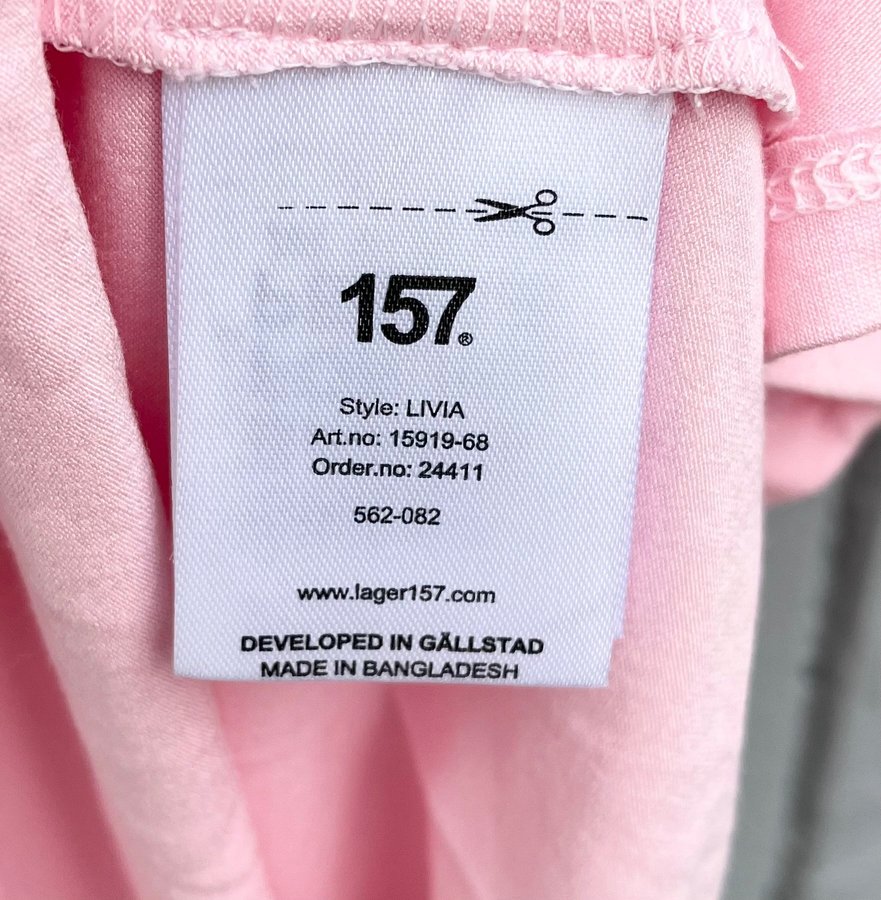 157®
Style: LIVIA
Art.no: 15919-68
Order.no: 24411
562-082
www.lager157.com
DEVELOPED IN GÄLLSTAD
MADE IN BANGLADESH